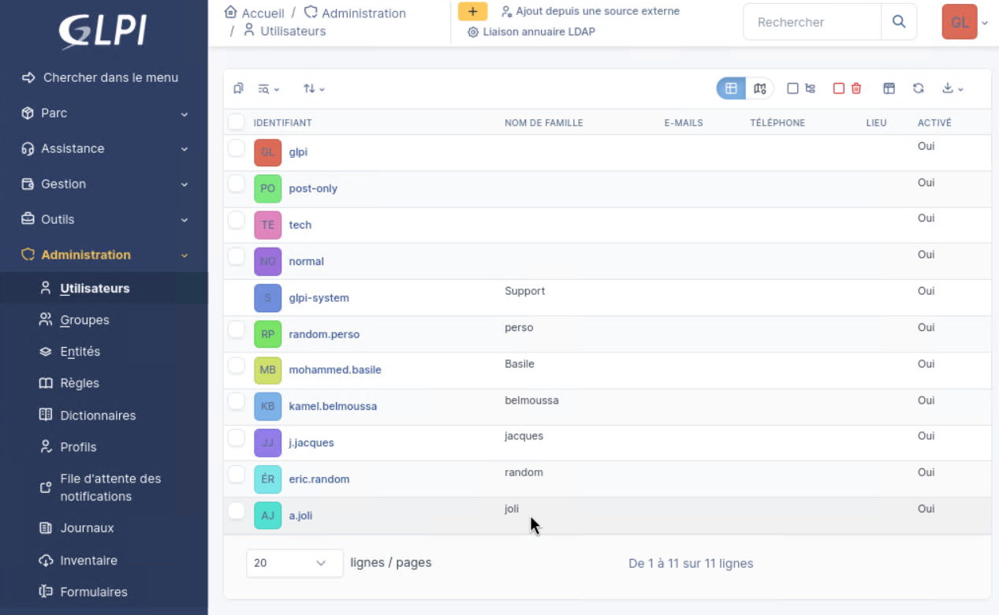 GLPI
Chercher dans le menu
Parc
Assistance
Gestion
Outils
Administration
Utilisateurs
Groupes
Entités
Règles
Dictionnaires
Profils
File d'attente des
notifications
Journaux
Inventaire
Formulaires
Accueil / Administration
/ Utilisateurs
+ Ajout depuis une source externe
Liaison annuaire LDAP
Rechercher
GL
IDENTIFIANT NOM DE FAMILLE E-MAILS TÉLÉPHONE LIEU ACTIVÉ
GL glpi Oui
PO post-only Oui
TE tech Oui
NO normal Oui
S glpi-system Support Oui
RP random.perso perso Oui
MB mohammed.basile Basile Oui
KB kamel.belmoussa belmoussa Oui
JJ j.jacques jacques Oui
ÉR eric.random random Oui
AJ a.joli joli Oui
20 lignes / pages De 1 à 11 sur 11 lignes